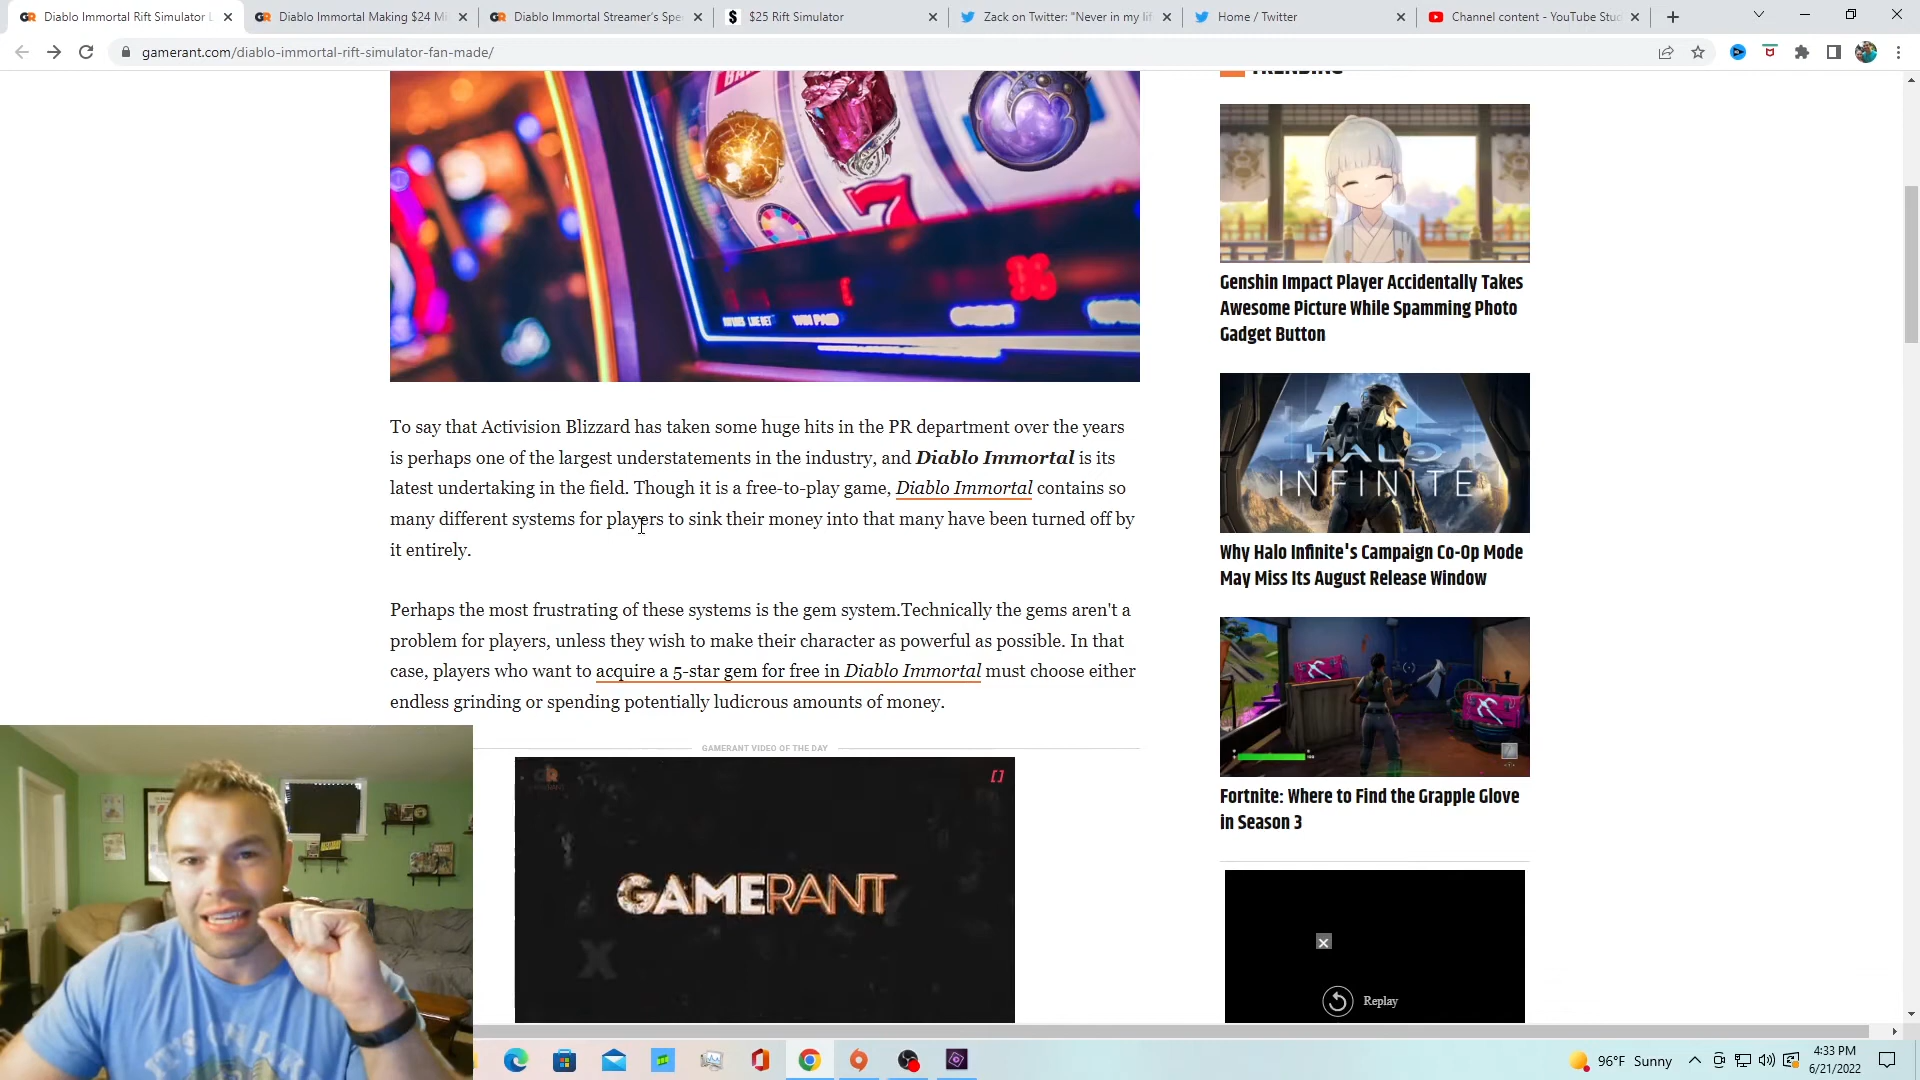 Diablo Immortal Rift Simulator L
Diablo Immortal Making $24 Mi
Diablo Immortal Streamer's Spe
$25 Rift Simulator
Zack on Twitter: "Never in my lif
Home / Twitter
Channel content - YouTube Stud
gamerant.com/diablo-immortal-rift-simulator-fan-made/
TRENDING
7
WIN PAID
Genshin Impact Player Accidentally Takes
Awesome Picture While Spamming Photo
Gadget Button
HALO
INFINITE
Why Halo Infinite's Campaign Co-Op Mode
May Miss Its August Release Window
Fortnite: Where to Find the Grapple Glove
in Season 3
Replay
To say that Activision Blizzard has taken some huge hits in the PR department over the years
is perhaps one of the largest understatements in the industry, and Diablo Immortal is its
latest undertaking in the field. Though it is a free-to-play game, Diablo Immortal contains so
many different systems for players to sink their money into that many have been turned off by
it entirely.
Perhaps the most frustrating of these systems is the gem system.Technically the gems aren't a
problem for players, unless they wish to make their character as powerful as possible. In that
case, players who want to acquire a 5-star gem for free in Diablo Immortal must choose either
endless grinding or spending potentially ludicrous amounts of money.
GAMERANT VIDEO OF THE DAY
GAMERANT
96°F Sunny
4:33 PM
6/21/2022